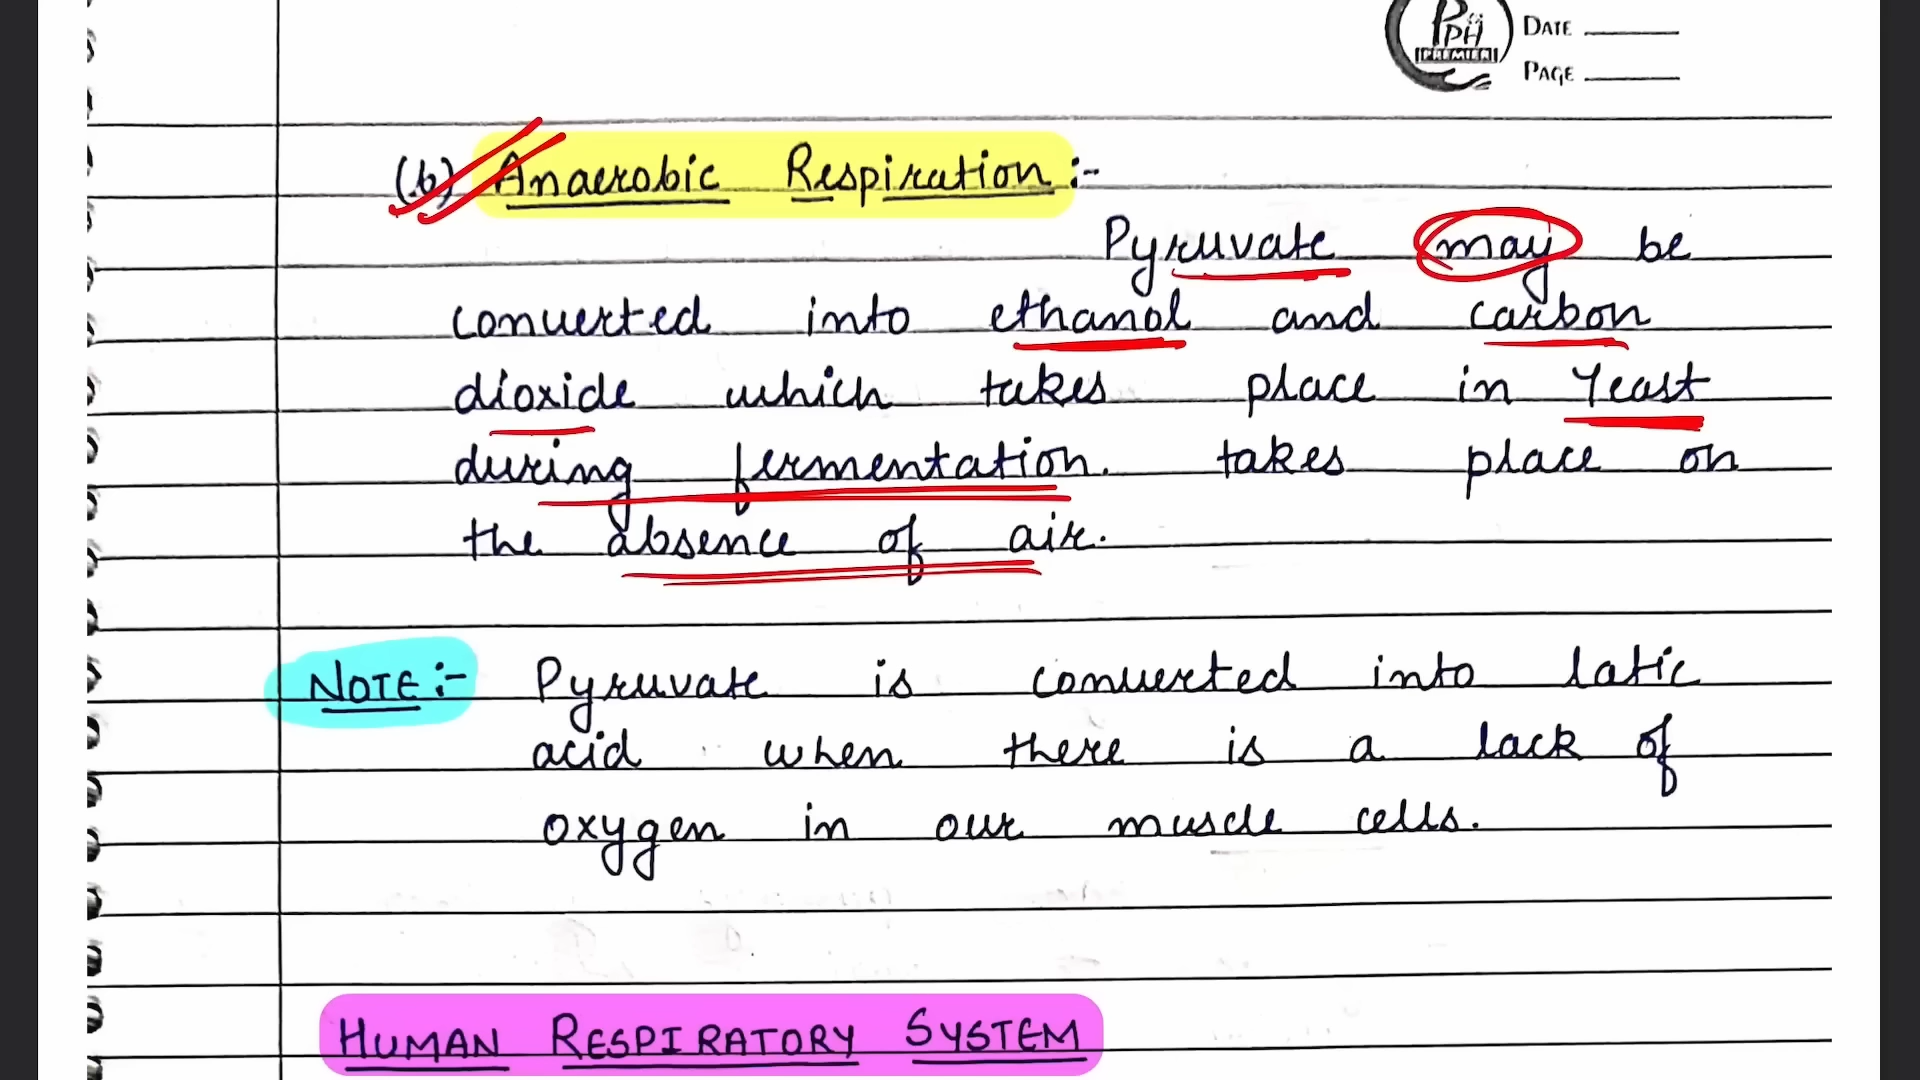 PPH
PREMIER
DATE
PAGE
(b) Anaerobic Respiration :-
Pyruvate may be
converted into ethanol and carbon
dioxide which takes place in Yeast
during fermentation. takes place on
the absence of air.
NOTE :- Pyruvate is converted into latic
acid when there is a lack of
oxygen in our muscle cells.
HUMAN RESPIRATORY SYSTEM